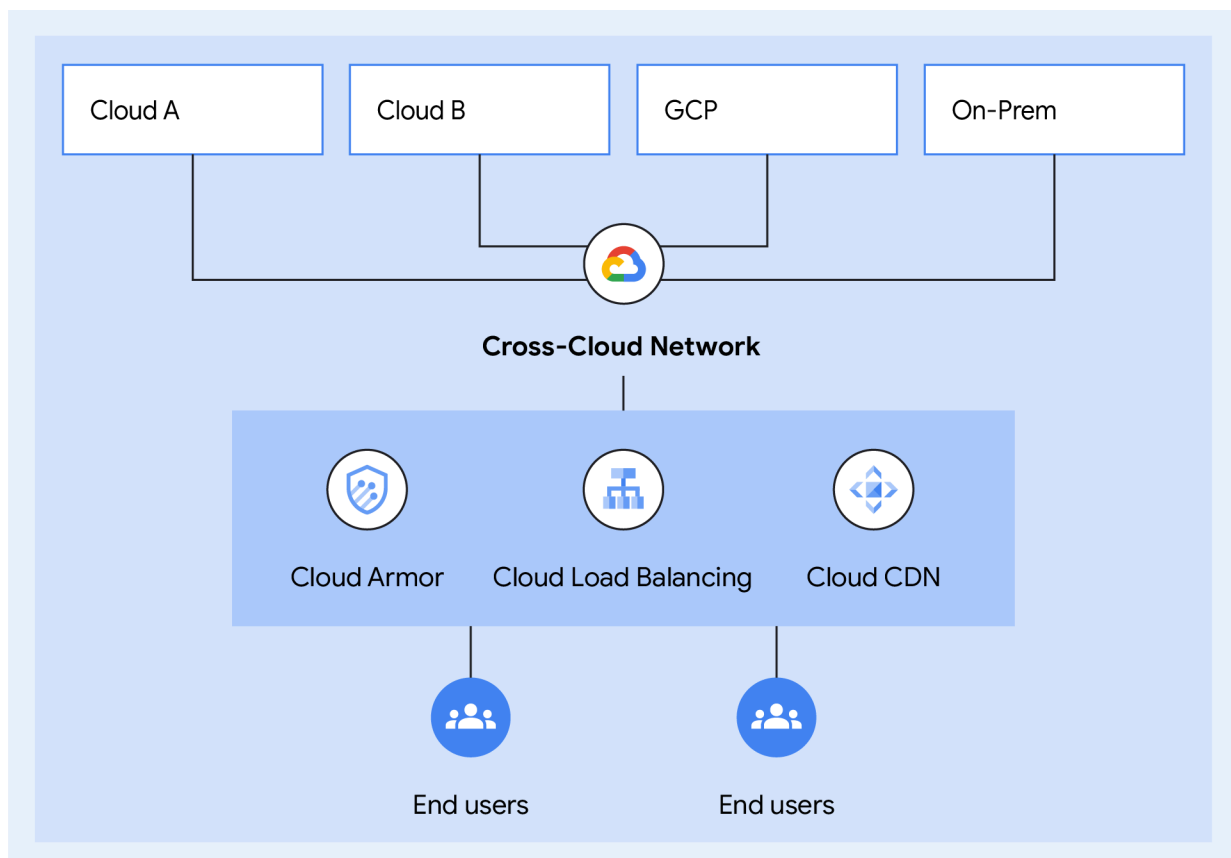 Cloud A
Cloud B
GCP
On-Prem
Cross-Cloud Network
Cloud Armor
Cloud Load Balancing
Cloud CDN
End users
End users